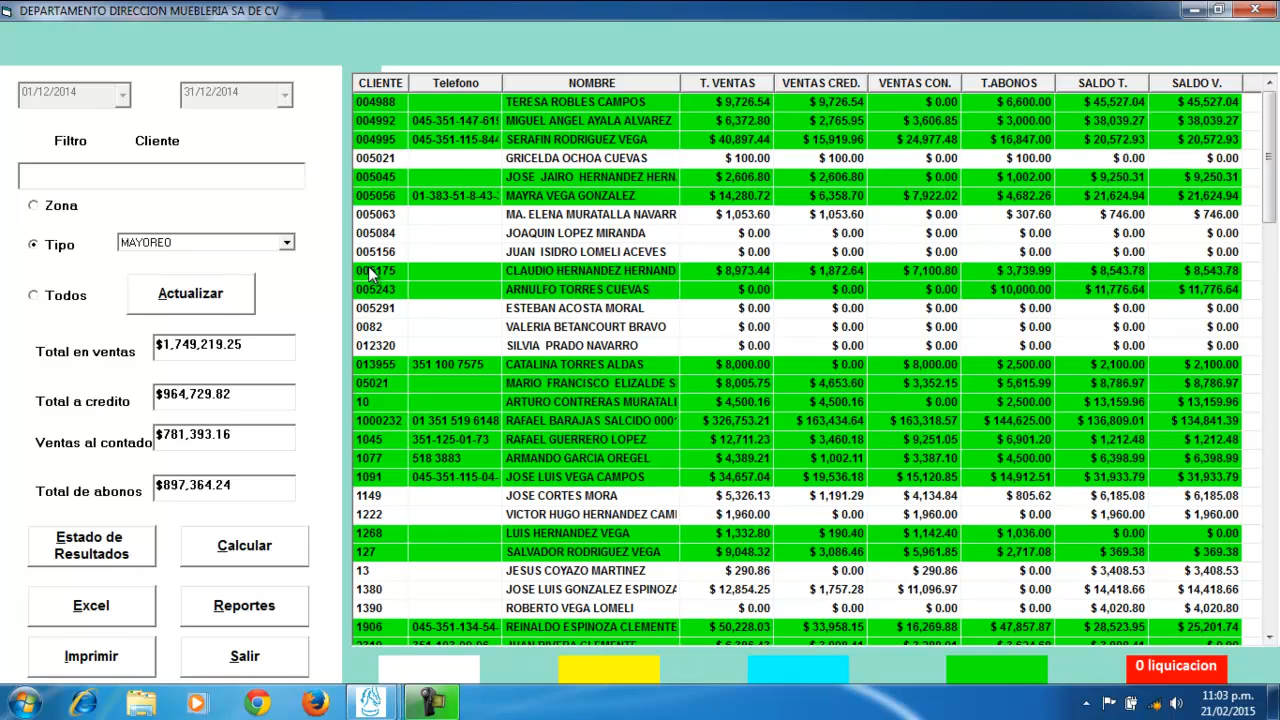 DEPARTAMENTO DIRECCION MUEBLERIA SA DE CV
01/12/2014 31/12/2014
Filtro Cliente
Zona
Tipo MAYOREO
Todos Actualizar
Total en ventas $1,749,219.25
Total a credito $964,729.82
Ventas al contado $781,393.16
Total de abonos $897,364.24
Estado de Resultados
Calcular
Excel
Reportes
Imprimir
Salir
CLIENTE Telefono NOMBRE T. VENTAS VENTAS CRED. VENTAS CON. T.ABONOS SALDO T. SALDO V.
004988 TERESA ROBLES CAMPOS $ 9,726.54 $ 9,726.54 $ 0.00 $ 6,600.00 $ 45,527.04 $ 45,527.04
004992 045-351-147-619 MIGUEL ANGEL AYALA ALVAREZ $ 6,372.80 $ 2,765.95 $ 3,606.85 $ 3,000.00 $ 38,039.27 $ 38,039.27
004995 045-351-115-844 SERAFIN RODRIGUEZ VEGA $ 40,897.44 $ 15,919.96 $ 24,977.48 $ 16,847.00 $ 20,572.93 $ 20,572.93
005021 GRICELDA OCHOA CUEVAS $ 100.00 $ 100.00 $ 0.00 $ 100.00 $ 0.00 $ 0.00
005045 JOSE JAIRO HERNANDEZ HERN. $ 2,606.80 $ 2,606.80 $ 0.00 $ 1,002.00 $ 9,250.31 $ 9,250.31
005056 01-383-51-8-43- MAYRA VEGA GONZALEZ $ 14,280.72 $ 6,358.70 $ 7,922.02 $ 4,682.26 $ 21,624.94 $ 21,624.94
005063 MA. ELENA MURATALLA NAVARR $ 1,053.60 $ 1,053.60 $ 0.00 $ 307.60 $ 746.00 $ 746.00
005084 JOAQUIN LOPEZ MIRANDA $ 0.00 $ 0.00 $ 0.00 $ 0.00 $ 0.00 $ 0.00
005156 JUAN ISIDRO LOMELI ACEVES $ 0.00 $ 0.00 $ 0.00 $ 0.00 $ 0.00 $ 0.00
005175 CLAUDIO HERNANDEZ HERNAND $ 8,973.44 $ 1,872.64 $ 7,100.80 $ 3,739.99 $ 8,543.78 $ 8,543.78
005243 ARNULFO TORRES CUEVAS $ 0.00 $ 0.00 $ 0.00 $ 10,000.00 $ 11,776.64 $ 11,776.64
005291 ESTEBAN ACOSTA MORAL $ 0.00 $ 0.00 $ 0.00 $ 0.00 $ 0.00 $ 0.00
0082 VALERIA BETANCOURT BRAVO $ 0.00 $ 0.00 $ 0.00 $ 0.00 $ 0.00 $ 0.00
012320 SILVIA PRADO NAVARRO $ 0.00 $ 0.00 $ 0.00 $ 0.00 $ 0.00 $ 0.00
013955 351 100 7575 CATALINA TORRES ALDAS $ 8,000.00 $ 0.00 $ 8,000.00 $ 2,500.00 $ 2,100.00 $ 2,100.00
05021 MARIO FRANCISCO ELIZALDE S $ 8,005.75 $ 4,653.60 $ 3,352.15 $ 5,615.99 $ 8,786.97 $ 8,786.97
10 ARTURO CONTRERAS MURATALI $ 4,500.16 $ 4,500.16 $ 0.00 $ 2,500.00 $ 13,159.96 $ 13,159.96
1000232 01 351 519 6148 RAFAEL BARAJAS SALCIDO 000 $ 326,753.21 $ 163,434.64 $ 163,318.57 $ 144,625.00 $ 136,809.01 $ 134,841.39
1045 351-125-01-73 RAFAEL GUERRERO LOPEZ $ 12,711.23 $ 3,460.18 $ 9,251.05 $ 6,901.20 $ 1,212.48 $ 1,212.48
1077 518 3883 ARMANDO GARCIA OREGEL $ 4,389.21 $ 1,002.11 $ 3,387.10 $ 4,500.00 $ 6,398.99 $ 6,398.99
1091 045-351-115-04- JOSE LUIS VEGA CAMPOS $ 34,657.04 $ 19,536.18 $ 15,120.85 $ 14,912.51 $ 31,933.79 $ 31,933.79
1149 JOSE CORTES MORA $ 5,326.13 $ 1,191.29 $ 4,134.84 $ 805.62 $ 6,185.08 $ 6,185.08
1222 VICTOR HUGO HERNANDEZ CAMI $ 1,960.00 $ 0.00 $ 1,960.00 $ 1,960.00 $ 0.00 $ 0.00
1268 LUIS HERNANDEZ VEGA $ 1,332.80 $ 190.40 $ 1,142.40 $ 1,036.00 $ 0.00 $ 0.00
127 SALVADOR RODRIGUEZ VEGA $ 9,048.32 $ 3,086.46 $ 5,961.85 $ 2,717.08 $ 369.38 $ 369.38
13 JESUS COYAZO MARTINEZ $ 290.86 $ 0.00 $ 290.86 $ 0.00 $ 3,408.53 $ 3,408.53
1380 JOSE LUIS GONZALEZ ESPINOZA $ 12,854.25 $ 1,757.28 $ 11,096.97 $ 0.00 $ 14,418.66 $ 14,418.66
1390 ROBERTO VEGA LOMELI $ 0.00 $ 0.00 $ 0.00 $ 0.00 $ 4,020.80 $ 4,020.80
1906 045-351-134-54- REINALDO ESPINOZA CLEMENTE $ 50,228.03 $ 33,958.15 $ 16,269.88 $ 47,857.87 $ 28,523.95 $ 25,201.74
0 liquicacion
11:03 p.m.
21/02/2015